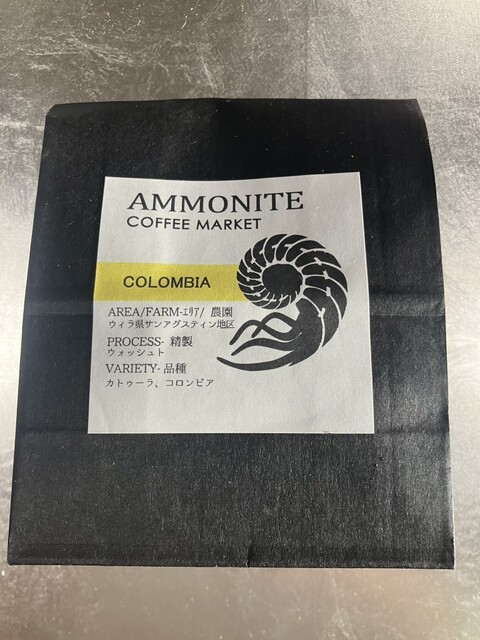 AMMONITE
COFFEE MARKET
COLOMBIA
AREA/FARM-ｴﾘｱ/ 農園
ウィラ県サンアグスティン地区
PROCESS- 精製
ウォッシュト
VARIETY- 品種
カトゥーラ、コロンビア